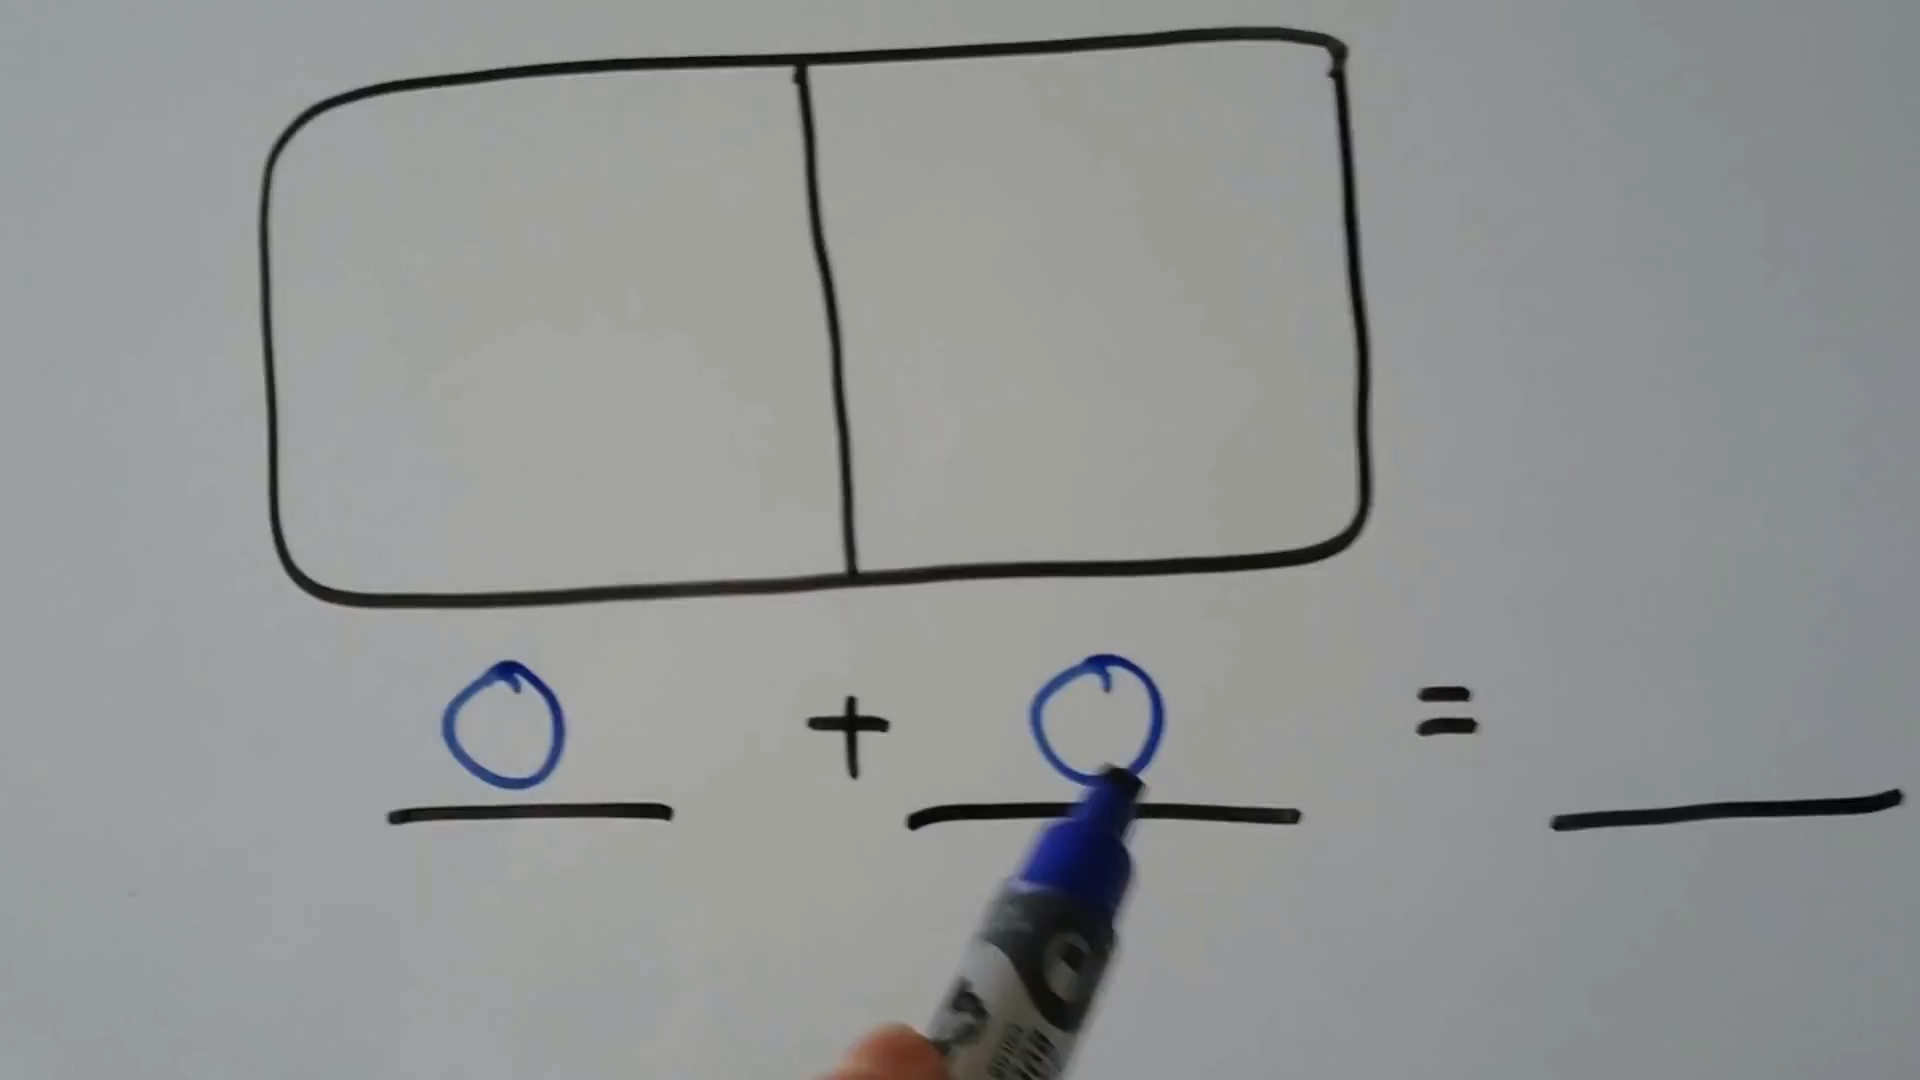 0 + 0 =